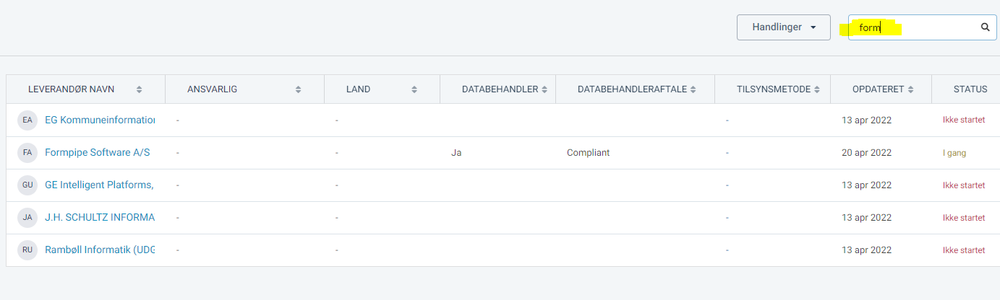 Handlinger form
LEVERANDØR NAVN ANSVARLIG LAND DATABEHANDLER DATABEHANDLERAFTALE TILSYNSMETODE OPDATERET STATUS
EA EG Kommuneinformation - - - 13 apr 2022 Ikke startet
FA Formpipe Software A/S - - Ja Compliant - 20 apr 2022 I gang
GU GE Intelligent Platforms, - - - 13 apr 2022 Ikke startet
JA J.H. SCHULTZ INFORMA - - - 13 apr 2022 Ikke startet
RU Rambøll Informatik (UDG - - - 13 apr 2022 Ikke startet